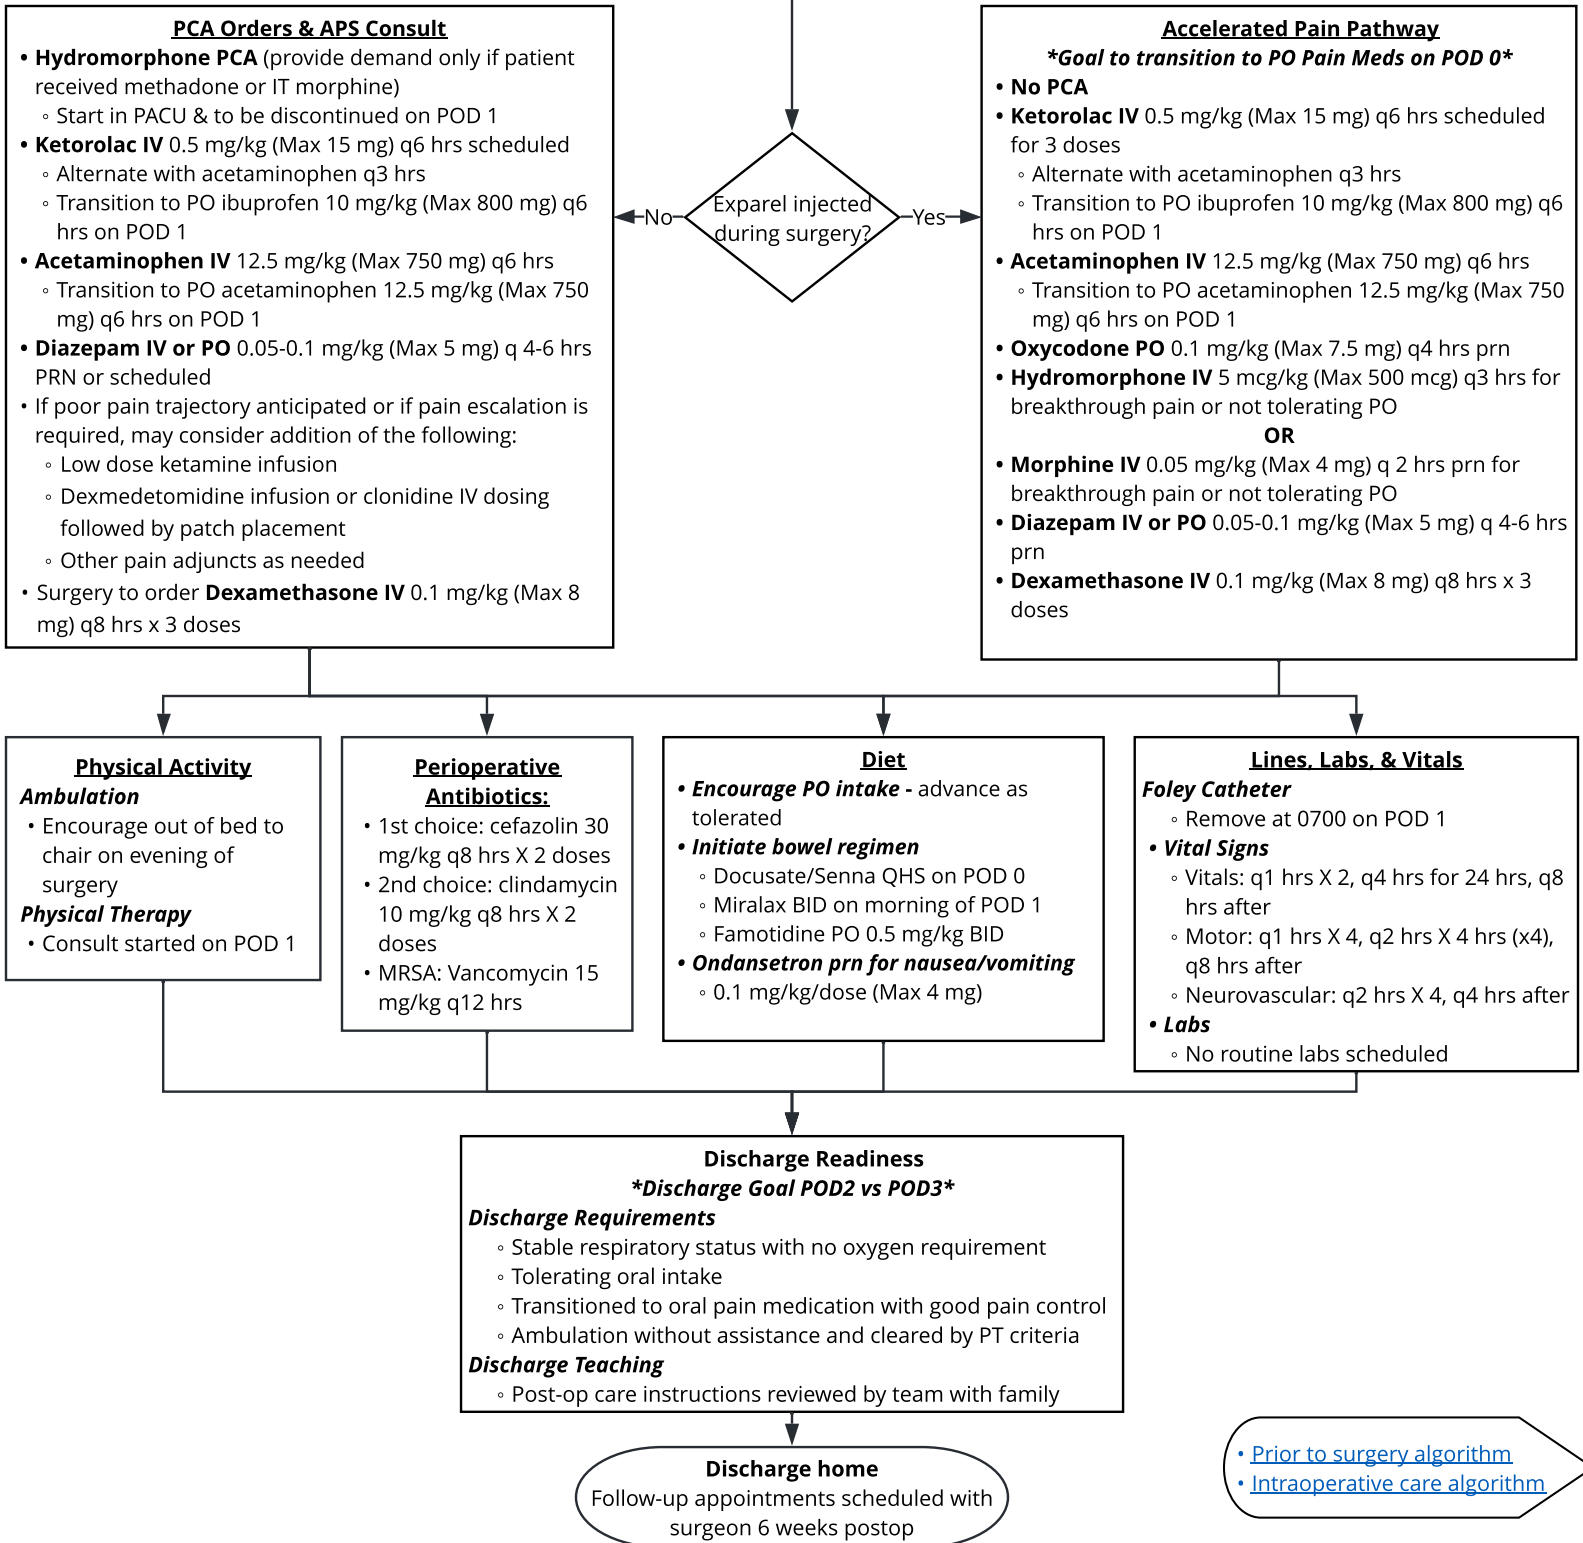 PCA Orders & APS Consult
• Hydromorphone PCA (provide demand only if patient
received methadone or IT morphine)
◦ Start in PACU & to be discontinued on POD 1
• Ketorolac IV 0.5 mg/kg (Max 15 mg) q6 hrs scheduled
◦ Alternate with acetaminophen q3 hrs
◦ Transition to PO ibuprofen 10 mg/kg (Max 800 mg) q6
hrs on POD 1
• Acetaminophen IV 12.5 mg/kg (Max 750 mg) q6 hrs
◦ Transition to PO acetaminophen 12.5 mg/kg (Max 750
mg) q6 hrs on POD 1
• Diazepam IV or PO 0.05-0.1 mg/kg (Max 5 mg) q 4-6 hrs
PRN or scheduled
• If poor pain trajectory anticipated or if pain escalation is
required, may consider addition of the following:
◦ Low dose ketamine infusion
◦ Dexmedetomidine infusion or clonidine IV dosing
followed by patch placement
◦ Other pain adjuncts as needed
• Surgery to order Dexamethasone IV 0.1 mg/kg (Max 8
mg) q8 hrs x 3 doses
No
Exparel injected
during surgery?
Yes
Accelerated Pain Pathway
*Goal to transition to PO Pain Meds on POD 0*
• No PCA
• Ketorolac IV 0.5 mg/kg (Max 15 mg) q6 hrs scheduled
for 3 doses
◦ Alternate with acetaminophen q3 hrs
◦ Transition to PO ibuprofen 10 mg/kg (Max 800 mg) q6
hrs on POD 1
• Acetaminophen IV 12.5 mg/kg (Max 750 mg) q6 hrs
◦ Transition to PO acetaminophen 12.5 mg/kg (Max 750
mg) q6 hrs on POD 1
• Oxycodone PO 0.1 mg/kg (Max 7.5 mg) q4 hrs prn
• Hydromorphone IV 5 mcg/kg (Max 500 mcg) q3 hrs for
breakthrough pain or not tolerating PO
OR
• Morphine IV 0.05 mg/kg (Max 4 mg) q 2 hrs prn for
breakthrough pain or not tolerating PO
• Diazepam IV or PO 0.05-0.1 mg/kg (Max 5 mg) q 4-6 hrs
prn
• Dexamethasone IV 0.1 mg/kg (Max 8 mg) q8 hrs x 3
doses
Physical Activity
Ambulation
• Encourage out of bed to
chair on evening of
surgery
Physical Therapy
• Consult started on POD 1
Perioperative
Antibiotics:
• 1st choice: cefazolin 30
mg/kg q8 hrs X 2 doses
• 2nd choice: clindamycin
10 mg/kg q8 hrs X 2
doses
• MRSA: Vancomycin 15
mg/kg q12 hrs
Diet
• Encourage PO intake - advance as
tolerated
• Initiate bowel regimen
◦ Docusate/Senna QHS on POD 0
◦ Miralax BID on morning of POD 1
◦ Famotidine PO 0.5 mg/kg BID
• Ondansetron prn for nausea/vomiting
◦ 0.1 mg/kg/dose (Max 4 mg)
Lines, Labs, & Vitals
Foley Catheter
◦ Remove at 0700 on POD 1
• Vital Signs
◦ Vitals: q1 hrs X 2, q4 hrs for 24 hrs, q8
hrs after
◦ Motor: q1 hrs X 4, q2 hrs X 4 hrs (x4),
q8 hrs after
◦ Neurovascular: q2 hrs X 4, q4 hrs after
• Labs
◦ No routine labs scheduled
Discharge Readiness
*Discharge Goal POD2 vs POD3*
Discharge Requirements
◦ Stable respiratory status with no oxygen requirement
◦ Tolerating oral intake
◦ Transitioned to oral pain medication with good pain control
◦ Ambulation without assistance and cleared by PT criteria
Discharge Teaching
◦ Post-op care instructions reviewed by team with family
Discharge home
Follow-up appointments scheduled with
surgeon 6 weeks postop
• Prior to surgery algorithm
• Intraoperative care algorithm